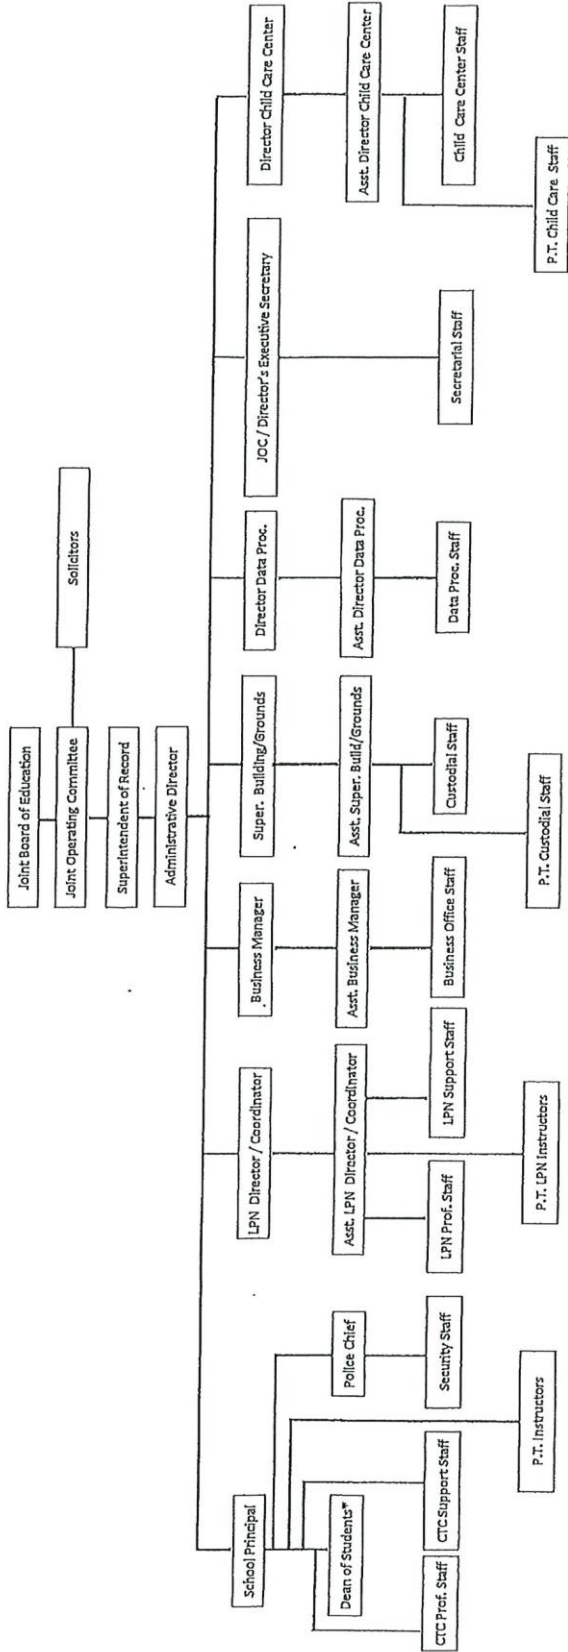 Joint Board of Education
Joint Operating Committee
Solicitors
Superintendent of Record
Administrative Director
School Principal
LPN Director / Coordinator
Business Manager
Super. Building/Grounds
Director Data Proc.
JOC / Director's Executive Secretary
Director Child Care Center
Dean of Students*
Police Chief
Asst. LPN Director / Coordinator
Asst. Business Manager
Asst. Super. Build/Grounds
Asst. Director Data Proc.
Asst. Director Child Care Center
CTC Prof. Staff
CTC Support Staff
Security Staff
LPN Prof. Staff
LPN Support Staff
Business Office Staff
Custodial Staff
Data Proc. Staff
Secretarial Staff
Child Care Center Staff
P.T. Instructors
P.T. LPN Instructors
P.T. Custodial Staff
P.T. Child Care Staff